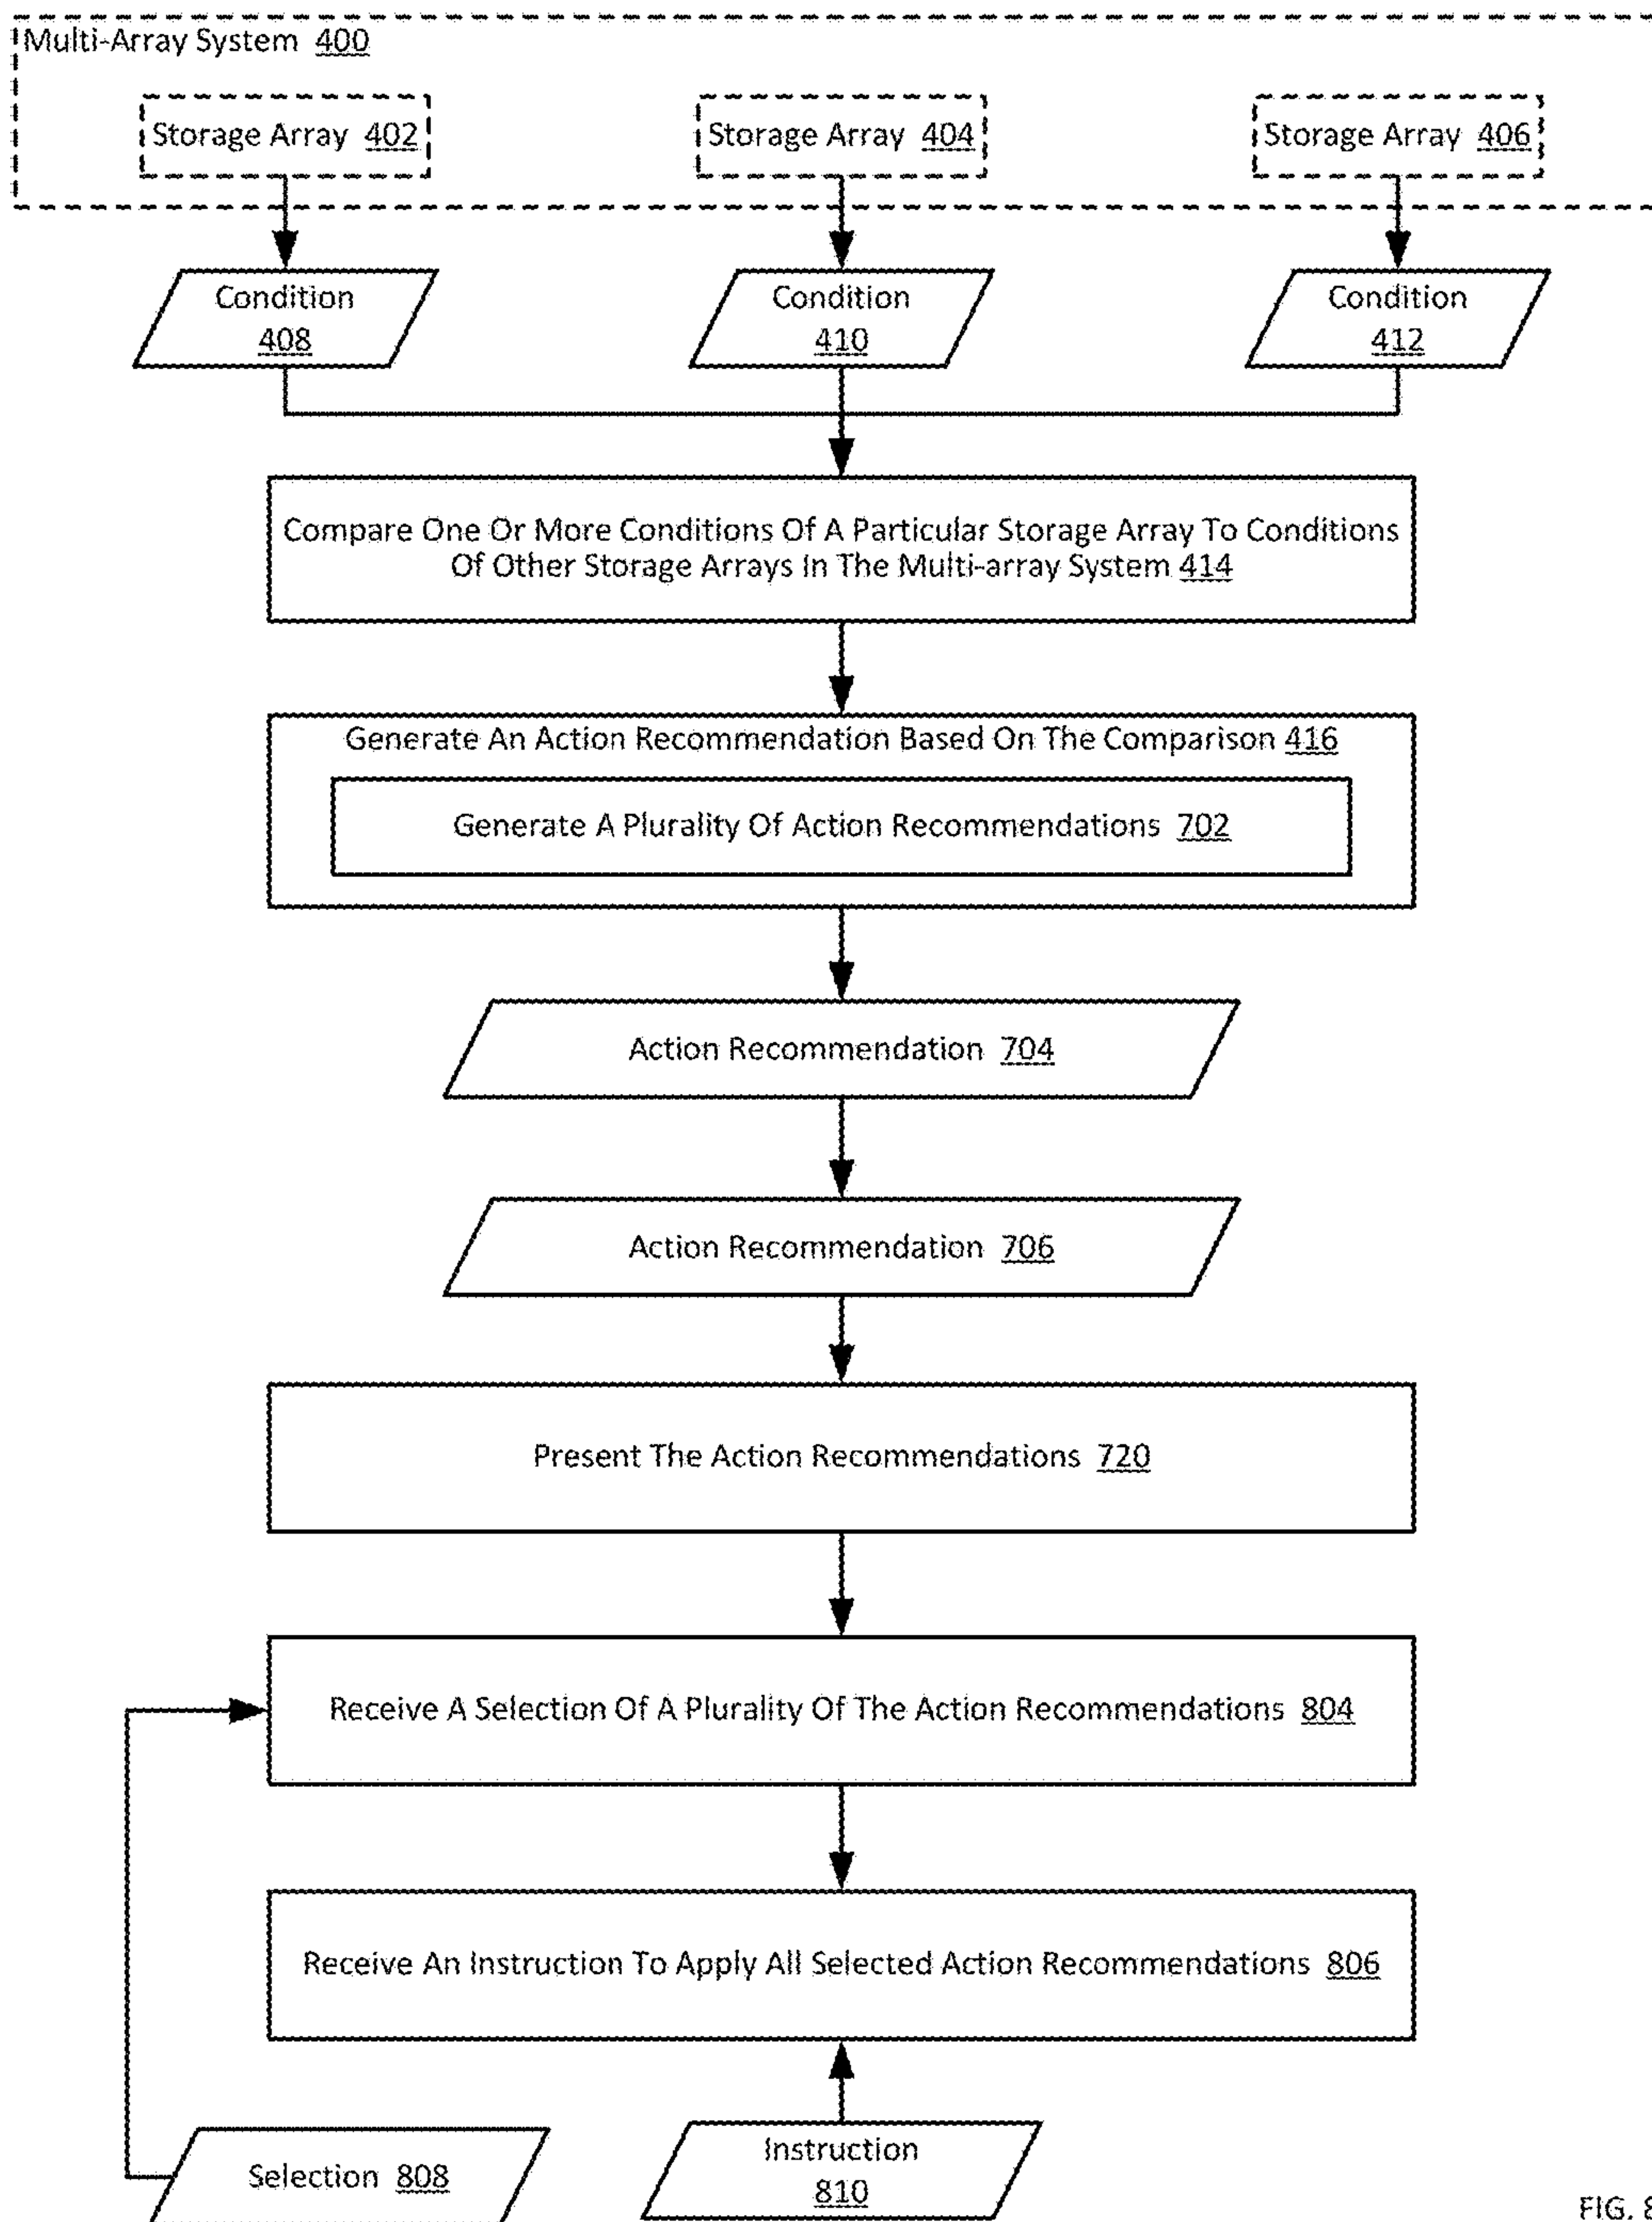 Multi-Array System 400
Storage Array 402
Storage Array 404
Storage Array 406
Condition
408
Condition
410
Condition
412
Compare One Or More Conditions Of A Particular Storage Array To Conditions
Of Other Storage Arrays In The Multi-array System 414
Generate An Action Recommendation Based On The Comparison 416
Generate A Plurality Of Action Recommendations 702
Action Recommendation 704
Action Recommendation 706
Present The Action Recommendations 720
Receive A Selection Of A Plurality Of The Action Recommendations 804
Receive An Instruction To Apply All Selected Action Recommendations 806
Selection 808
Instruction
810
FIG. 8